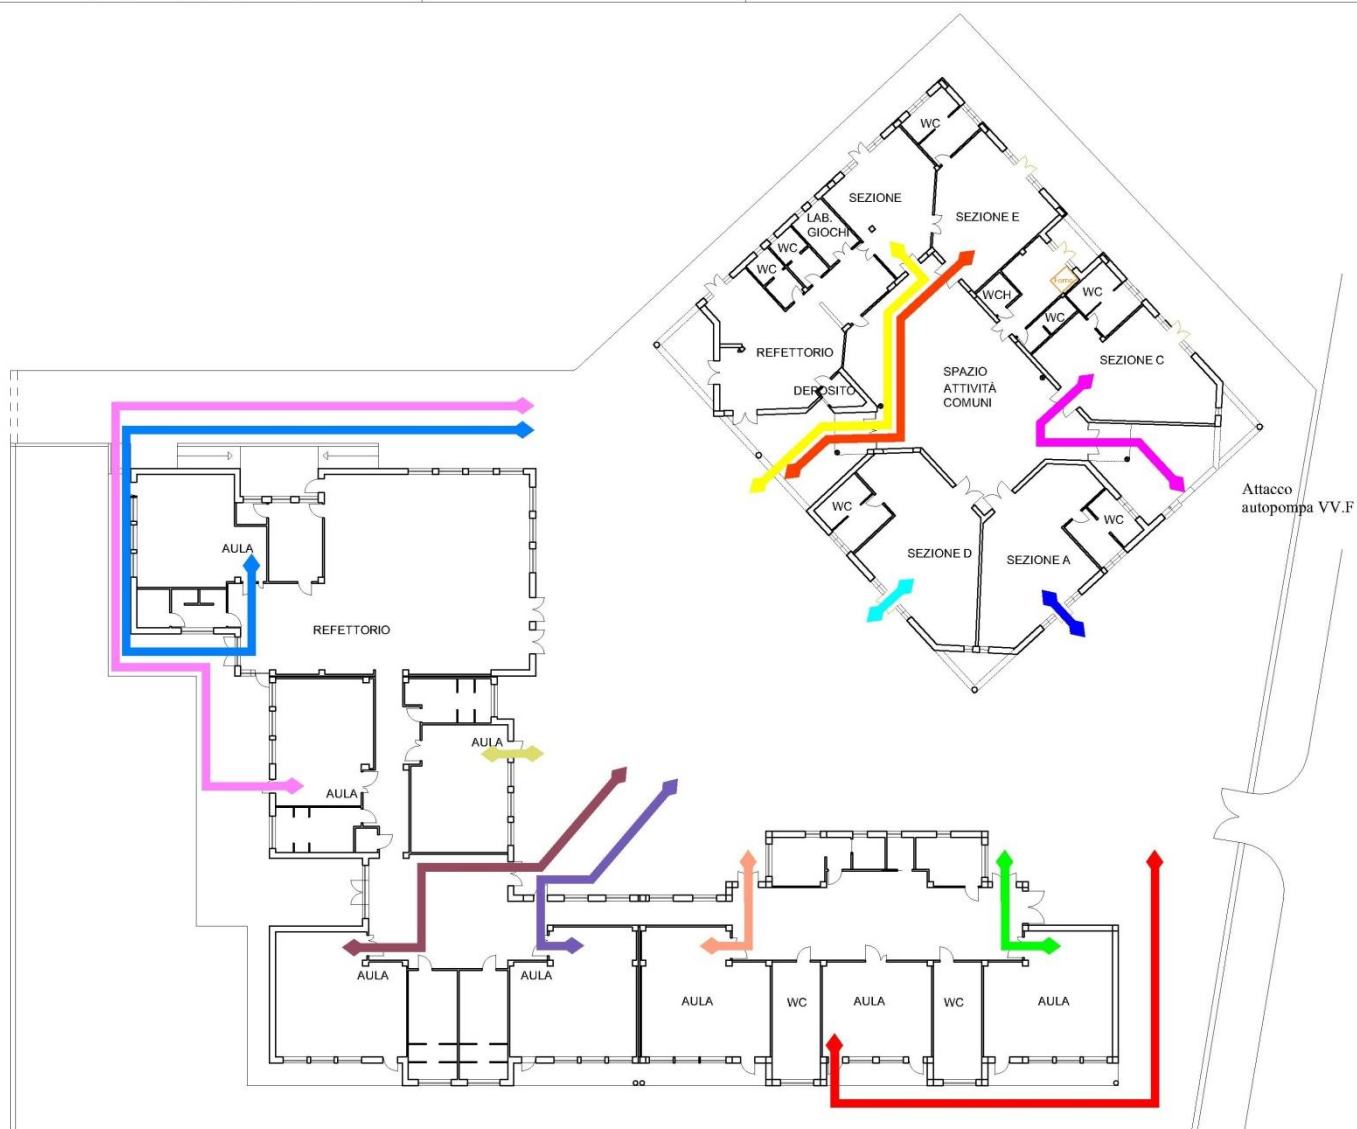 WC
SEZIONE
LAB.
GIOCHI
SEZIONE E
WC
WC
WCH
Forno
WC
WC
REFETTORIO
SPAZIO
ATTIVITÀ
COMUNI
SEZIONE C
DEPOSITO
Attacco
autopompa VV.F
WC
WC
SEZIONE D
SEZIONE A
AULA
REFETTORIO
AULA
AULA
AULA
AULA
AULA
WC
AULA
WC
AULA